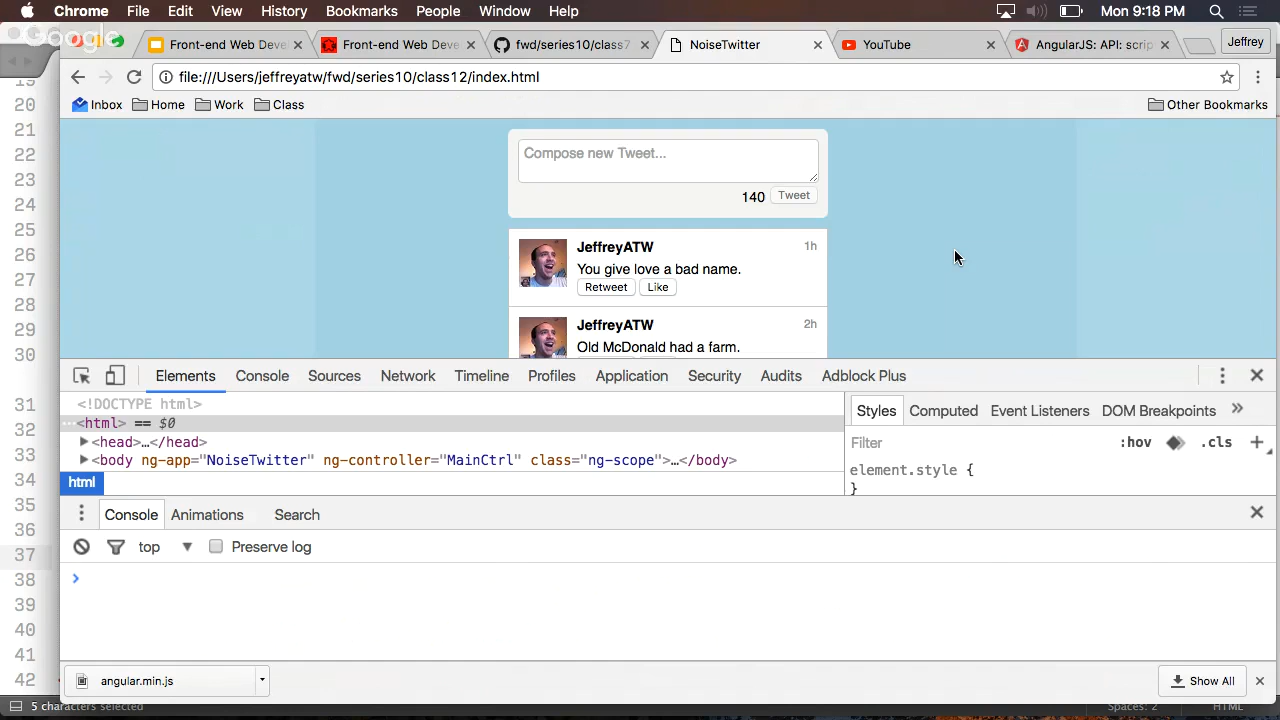 Chrome File Edit View History Bookmarks People Window Help Mon 9:18 PM
Google
Front-end Web Deve Front-end Web Deve fwd/series10/class7 NoiseTwitter YouTube AngularJS: API: scrip Jeffrey
file:///Users/jeffreyatw/fwd/series10/class12/index.html
Inbox Home Work Class Other Bookmarks
19
20
21
22
23
24
25
26
27
28
29
30
31
32
33
34
35
36
37
38
39
40
41
42
Compose new Tweet...
140 Tweet
JeffreyATW 1h
You give love a bad name.
Retweet Like
JeffreyATW 2h
Old McDonald had a farm.
Elements Console Sources Network Timeline Profiles Application Security Audits Adblock Plus
<!DOCTYPE html>
…<html> == $0
<head>…</head>
<body ng-app="NoiseTwitter" ng-controller="MainCtrl" class="ng-scope">…</body>
html
Styles Computed Event Listeners DOM Breakpoints »
Filter :hov .cls +
element.style {
}
Console Animations Search
top Preserve log
>
angular.min.js
Show All
5 characters selected Spaces: 2 HTML